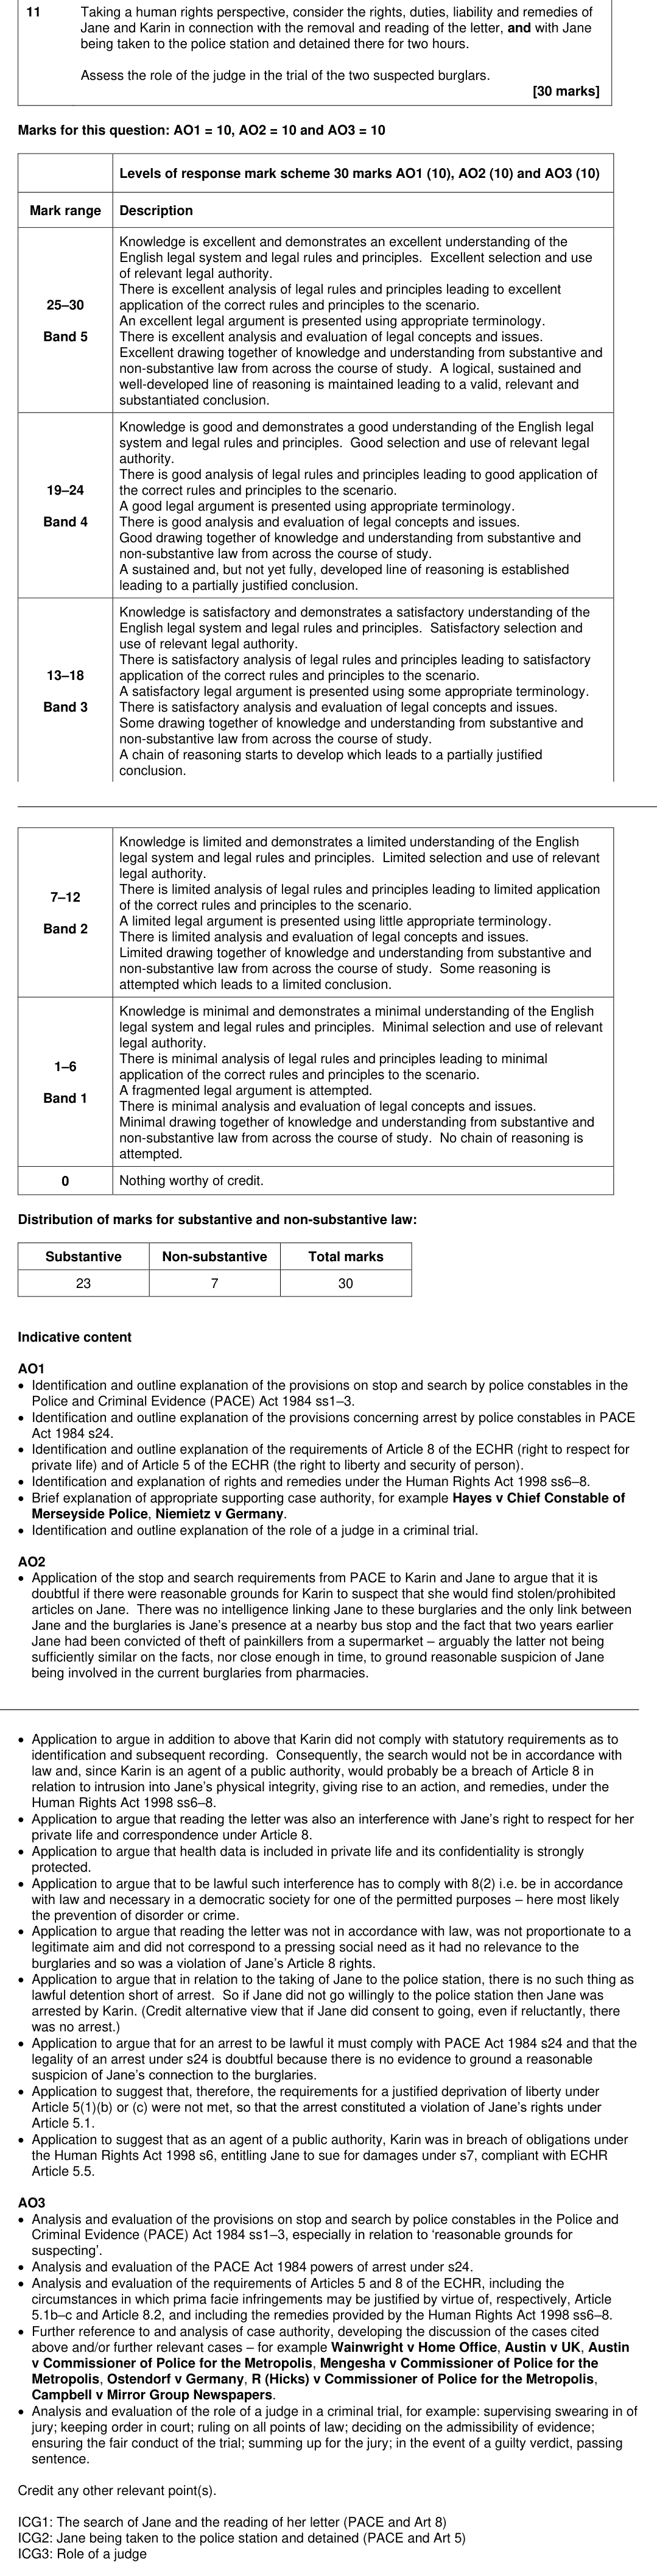 11
Taking a human rights perspective, consider the rights, duties, liability and remedies of
Jane and Karin in connection with the removal and reading of the letter, and with Jane
being taken to the police station and detained there for two hours.
Assess the role of the judge in the trial of the two suspected burglars.
[30 marks]
Marks for this question: AO1 = 10, AO2 = 10 and AO3 = 10
Levels of response mark scheme 30 marks AO1 (10), AO2 (10) and AO3 (10)
Mark range
Description
25–30
Band 5
Knowledge is excellent and demonstrates an excellent understanding of the
English legal system and legal rules and principles. Excellent selection and use
of relevant legal authority.
There is excellent analysis of legal rules and principles leading to excellent
application of the correct rules and principles to the scenario.
An excellent legal argument is presented using appropriate terminology.
There is excellent analysis and evaluation of legal concepts and issues.
Excellent drawing together of knowledge and understanding from substantive and
non-substantive law from across the course of study. A logical, sustained and
well-developed line of reasoning is maintained leading to a valid, relevant and
substantiated conclusion.
19–24
Band 4
Knowledge is good and demonstrates a good understanding of the English legal
system and legal rules and principles. Good selection and use of relevant legal
authority.
There is good analysis of legal rules and principles leading to good application of
the correct rules and principles to the scenario.
A good legal argument is presented using appropriate terminology.
There is good analysis and evaluation of legal concepts and issues.
Good drawing together of knowledge and understanding from substantive and
non-substantive law from across the course of study.
A sustained and, but not yet fully, developed line of reasoning is established
leading to a partially justified conclusion.
13–18
Band 3
Knowledge is satisfactory and demonstrates a satisfactory understanding of the
English legal system and legal rules and principles. Satisfactory selection and
use of relevant legal authority.
There is satisfactory analysis of legal rules and principles leading to satisfactory
application of the correct rules and principles to the scenario.
A satisfactory legal argument is presented using some appropriate terminology.
There is satisfactory analysis and evaluation of legal concepts and issues.
Some drawing together of knowledge and understanding from substantive and
non-substantive law from across the course of study.
A chain of reasoning starts to develop which leads to a partially justified
conclusion.
7–12
Band 2
Knowledge is limited and demonstrates a limited understanding of the English
legal system and legal rules and principles. Limited selection and use of relevant
legal authority.
There is limited analysis of legal rules and principles leading to limited application
of the correct rules and principles to the scenario.
A limited legal argument is presented using little appropriate terminology.
There is limited analysis and evaluation of legal concepts and issues.
Limited drawing together of knowledge and understanding from substantive and
non-substantive law from across the course of study. Some reasoning is
attempted which leads to a limited conclusion.
1–6
Band 1
Knowledge is minimal and demonstrates a minimal understanding of the English
legal system and legal rules and principles. Minimal selection and use of relevant
legal authority.
There is minimal analysis of legal rules and principles leading to minimal
application of the correct rules and principles to the scenario.
A fragmented legal argument is attempted.
There is minimal analysis and evaluation of legal concepts and issues.
Minimal drawing together of knowledge and understanding from substantive and
non-substantive law from across the course of study. No chain of reasoning is
attempted.
0
Nothing worthy of credit.
Distribution of marks for substantive and non-substantive law:
Substantive
Non-substantive
Total marks
23
7
30
Indicative content
AO1
• Identification and outline explanation of the provisions on stop and search by police constables in the
Police and Criminal Evidence (PACE) Act 1984 ss1–3.
• Identification and outline explanation of the provisions concerning arrest by police constables in PACE
Act 1984 s24.
• Identification and outline explanation of the requirements of Article 8 of the ECHR (right to respect for
private life) and of Article 5 of the ECHR (the right to liberty and security of person).
• Identification and explanation of rights and remedies under the Human Rights Act 1998 ss6–8.
• Brief explanation of appropriate supporting case authority, for example Hayes v Chief Constable of
Merseyside Police, Niemietz v Germany.
• Identification and outline explanation of the role of a judge in a criminal trial.
AO2
• Application of the stop and search requirements from PACE to Karin and Jane to argue that it is
doubtful if there were reasonable grounds for Karin to suspect that she would find stolen/prohibited
articles on Jane. There was no intelligence linking Jane to these burglaries and the only link between
Jane and the burglaries is Jane's presence at a nearby bus stop and the fact that two years earlier
Jane had been convicted of theft of painkillers from a supermarket – arguably the latter not being
sufficiently similar on the facts, nor close enough in time, to ground reasonable suspicion of Jane
being involved in the current burglaries from pharmacies.
• Application to argue in addition to above that Karin did not comply with statutory requirements as to
identification and subsequent recording. Consequently, the search would not be in accordance with
law and, since Karin is an agent of a public authority, would probably be a breach of Article 8 in
relation to intrusion into Jane's physical integrity, giving rise to an action, and remedies, under the
Human Rights Act 1998 ss6–8.
• Application to argue that reading the letter was also an interference with Jane's right to respect for her
private life and correspondence under Article 8.
• Application to argue that health data is included in private life and its confidentiality is strongly
protected.
• Application to argue that to be lawful such interference has to comply with 8(2) i.e. be in accordance
with law and necessary in a democratic society for one of the permitted purposes – here most likely
the prevention of disorder or crime.
• Application to argue that reading the letter was not in accordance with law, was not proportionate to a
legitimate aim and did not correspond to a pressing social need as it had no relevance to the
burglaries and so was a violation of Jane's Article 8 rights.
• Application to argue that in relation to the taking of Jane to the police station, there is no such thing as
lawful detention short of arrest. So if Jane did not go willingly to the police station then Jane was
arrested by Karin. (Credit alternative view that if Jane did consent to going, even if reluctantly, there
was no arrest.)
• Application to argue that for an arrest to be lawful it must comply with PACE Act 1984 s24 and that the
legality of an arrest under s24 is doubtful because there is no evidence to ground a reasonable
suspicion of Jane's connection to the burglaries.
• Application to suggest that, therefore, the requirements for a justified deprivation of liberty under
Article 5(1)(b) or (c) were not met, so that the arrest constituted a violation of Jane's rights under
Article 5.1.
• Application to suggest that as an agent of a public authority, Karin was in breach of obligations under
the Human Rights Act 1998 s6, entitling Jane to sue for damages under s7, compliant with ECHR
Article 5.5.
AO3
• Analysis and evaluation of the provisions on stop and search by police constables in the Police and
Criminal Evidence (PACE) Act 1984 ss1–3, especially in relation to 'reasonable grounds for
suspecting'.
• Analysis and evaluation of the PACE Act 1984 powers of arrest under s24.
• Analysis and evaluation of the requirements of Articles 5 and 8 of the ECHR, including the
circumstances in which prima facie infringements may be justified by virtue of, respectively, Article
5.1b–c and Article 8.2, and including the remedies provided by the Human Rights Act 1998 ss6–8.
• Further reference to and analysis of case authority, developing the discussion of the cases cited
above and/or further relevant cases – for example Wainwright v Home Office, Austin v UK, Austin
v Commissioner of Police for the Metropolis, Mengesha v Commissioner of Police for the
Metropolis, Ostendorf v Germany, R (Hicks) v Commissioner of Police for the Metropolis,
Campbell v Mirror Group Newspapers.
• Analysis and evaluation of the role of a judge in a criminal trial, for example: supervising swearing in of
jury; keeping order in court; ruling on all points of law; deciding on the admissibility of evidence;
ensuring the fair conduct of the trial; summing up for the jury; in the event of a guilty verdict, passing
sentence.
Credit any other relevant point(s).
ICG1: The search of Jane and the reading of her letter (PACE and Art 8)
ICG2: Jane being taken to the police station and detained (PACE and Art 5)
ICG3: Role of a judge